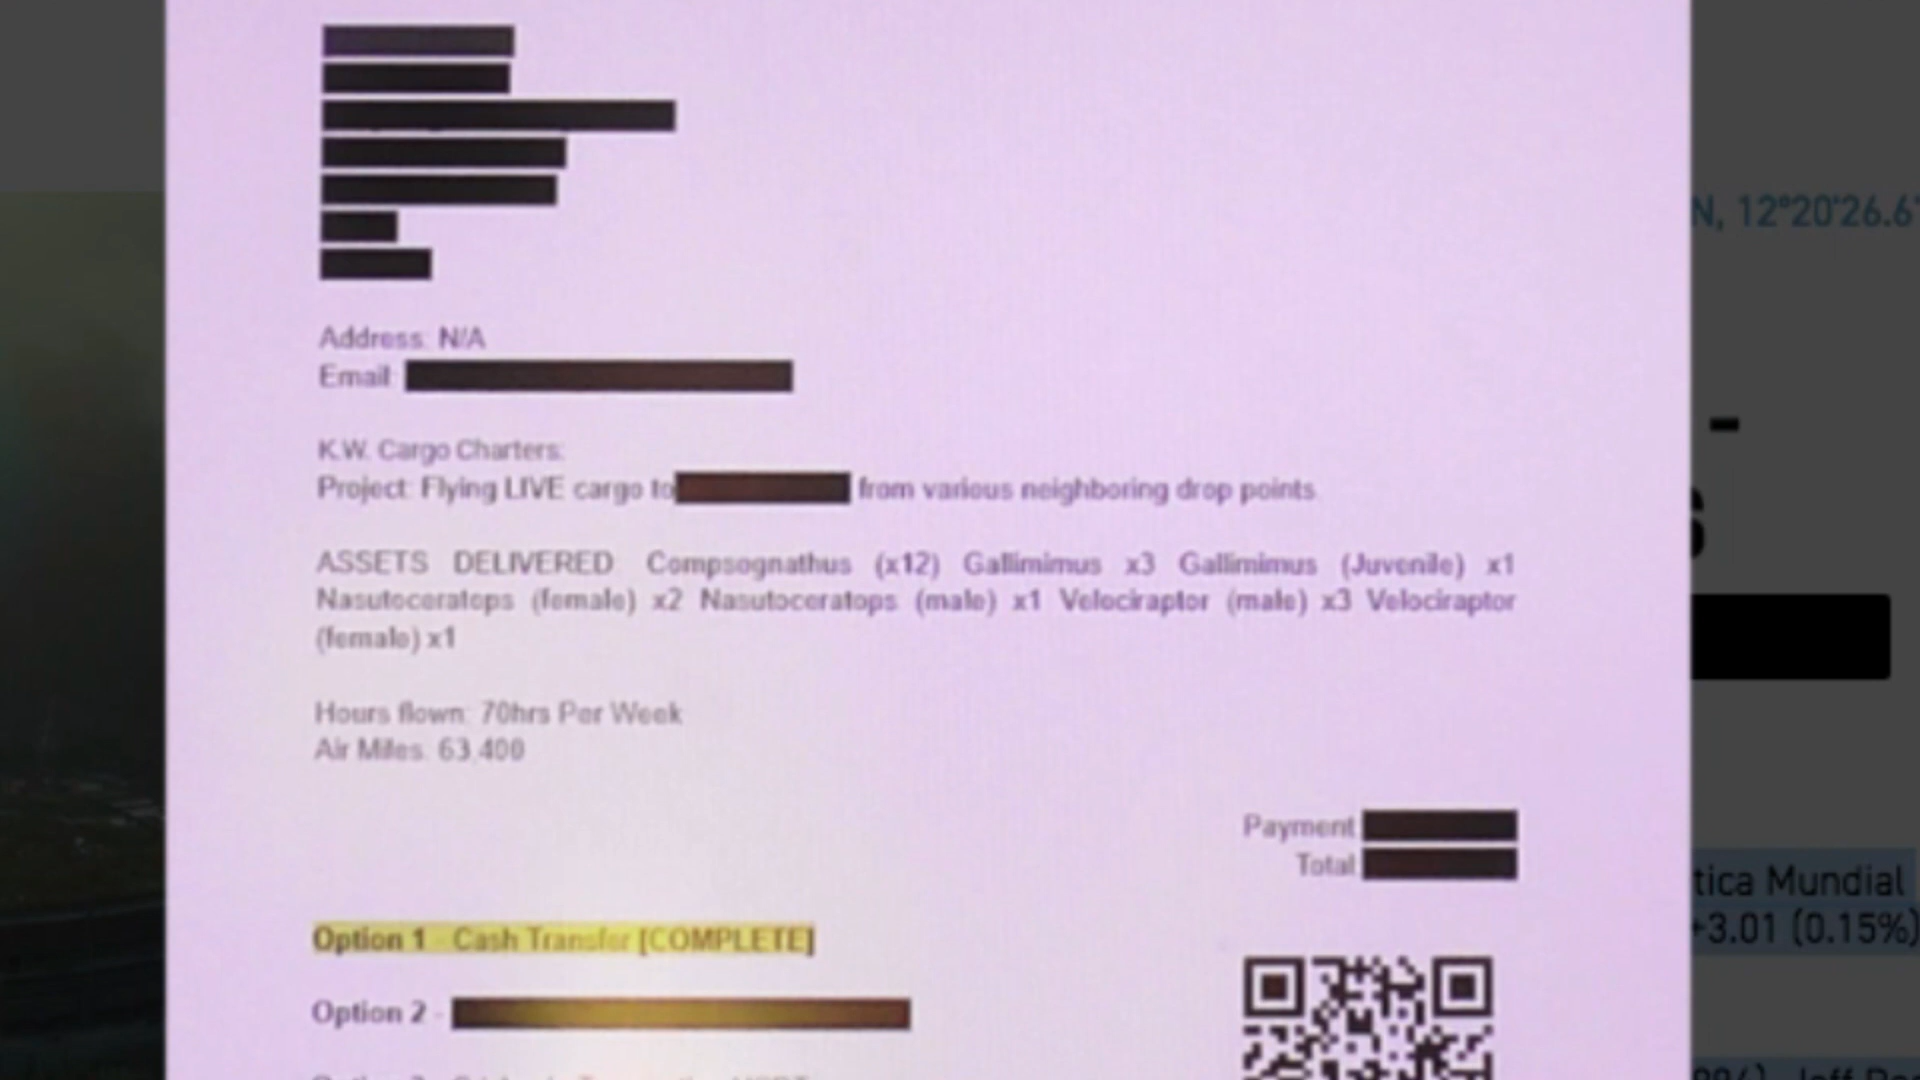 N, 12°20'26.6"
Address: N/A
Email:
K.W. Cargo Charters:
Project: Flying LIVE cargo to from various neighboring drop points.
ASSETS DELIVERED: Compsognathus (x12) Gallimimus x3 Gallimimus (Juvenile) x1
Nasutoceratops (female) x2 Nasutoceratops (male) x1 Velociraptor (male) x3 Velociraptor
(female) x1
Hours flown: 70hrs Per Week
Air Miles: 63,400
Payment
Total
tica Mundial
+3.01 (0.15%)
Option 1 - Cash Transfer [COMPLETE]
Option 2 -